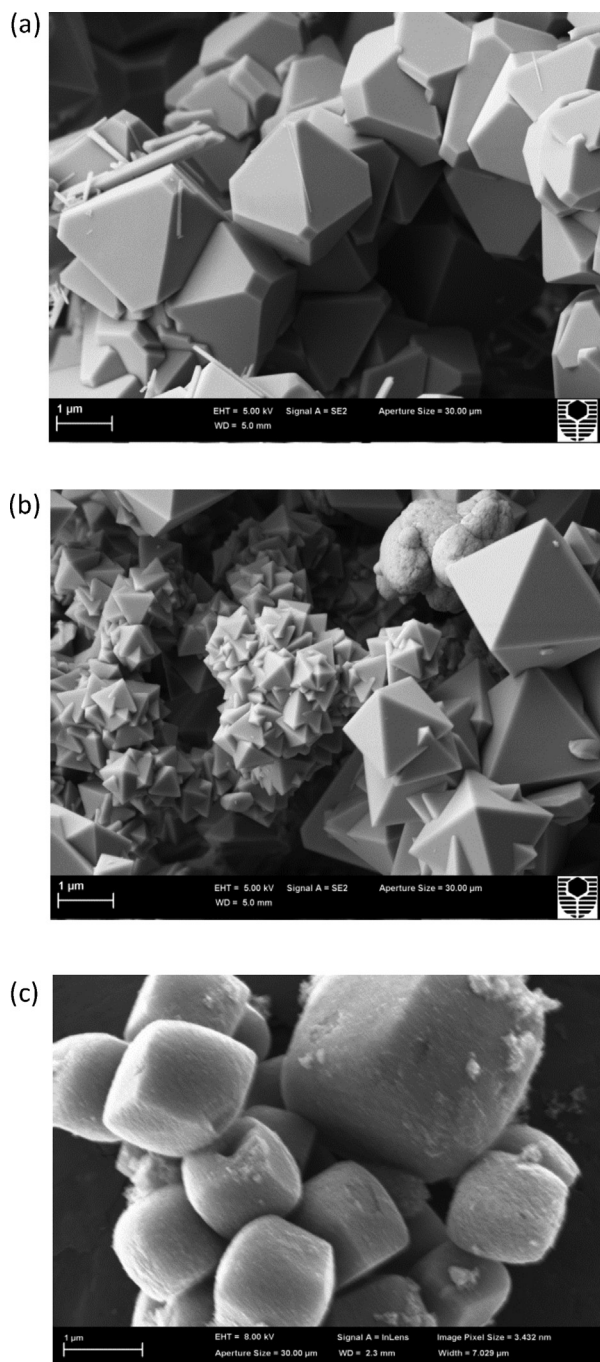 (a)
1 µm
EHT = 5.00 kV Signal A = SE2 Aperture Size = 30.00 µm
WD = 5.0 mm
(b)
1 µm
EHT = 5.00 kV Signal A = SE2 Aperture Size = 30.00 µm
WD = 5.0 mm
(c)
1 µm
EHT = 8.00 kV Signal A = InLens Image Pixel Size = 3.432 nm
Aperture Size = 30.00 µm WD = 2.3 mm Width = 7.029 µm